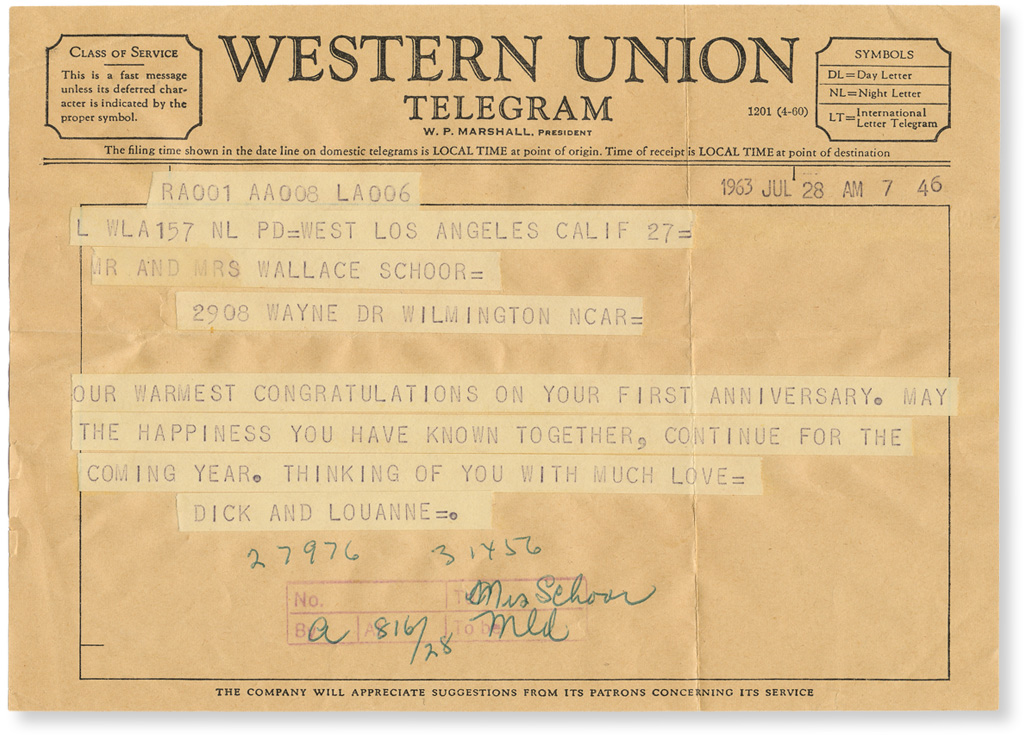 CLASS OF SERVICE
This is a fast message
unless its deferred char-
acter is indicated by the
proper symbol.
WESTERN UNION
TELEGRAM
W. P. MARSHALL, PRESIDENT
1201 (4-60)
SYMBOLS
DL=Day Letter
NL=Night Letter
LT=International Letter Telegram
The filing time shown in the date line on domestic telegrams is LOCAL TIME at point of origin. Time of receipt is LOCAL TIME at point of destination
RA001 AA008 LA006
1963 JUL 28 AM 7 46
L WLA157 NL PD=WEST LOS ANGELES CALIF 27=
MR AND MRS WALLACE SCHOOR=
2908 WAYNE DR WILMINGTON NCAR=
OUR WARMEST CONGRATULATIONS ON YOUR FIRST ANNIVERSARY. MAY
THE HAPPINESS YOU HAVE KNOWN TOGETHER, CONTINUE FOR THE
COMING YEAR. THINKING OF YOU WITH MUCH LOVE=
DICK AND LOUANNE=.
27976 31456
No. Mrs Schoor
By A 816/28 To be Mld
THE COMPANY WILL APPRECIATE SUGGESTIONS FROM ITS PATRONS CONCERNING ITS SERVICE